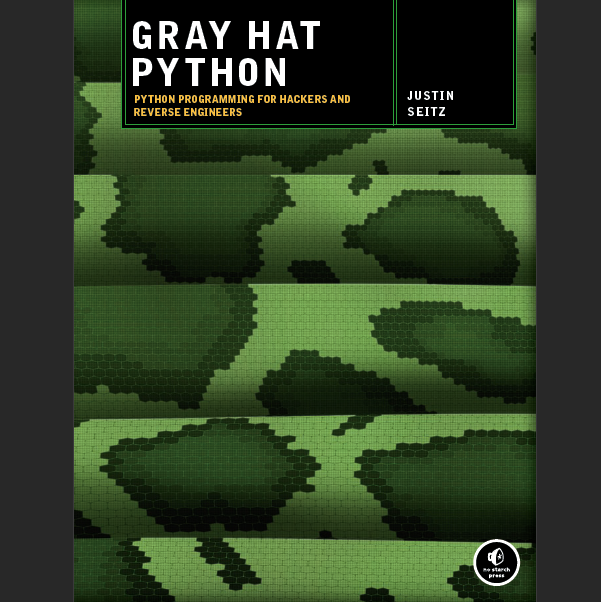 GRAY HAT
PYTHON
PYTHON PROGRAMMING FOR HACKERS AND
REVERSE ENGINEERS
JUSTIN
SEITZ
no starch
press